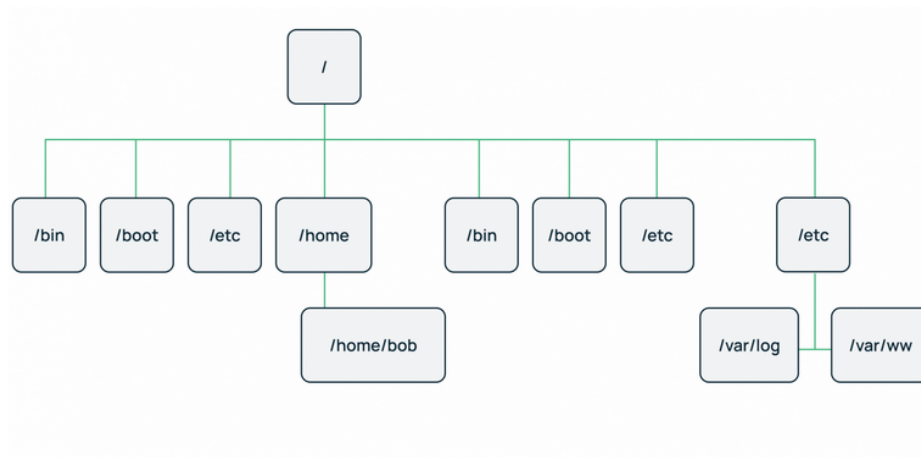 /
/bin
/boot
/etc
/home
/bin
/boot
/etc
/etc
/home/bob
/var/log
/var/ww